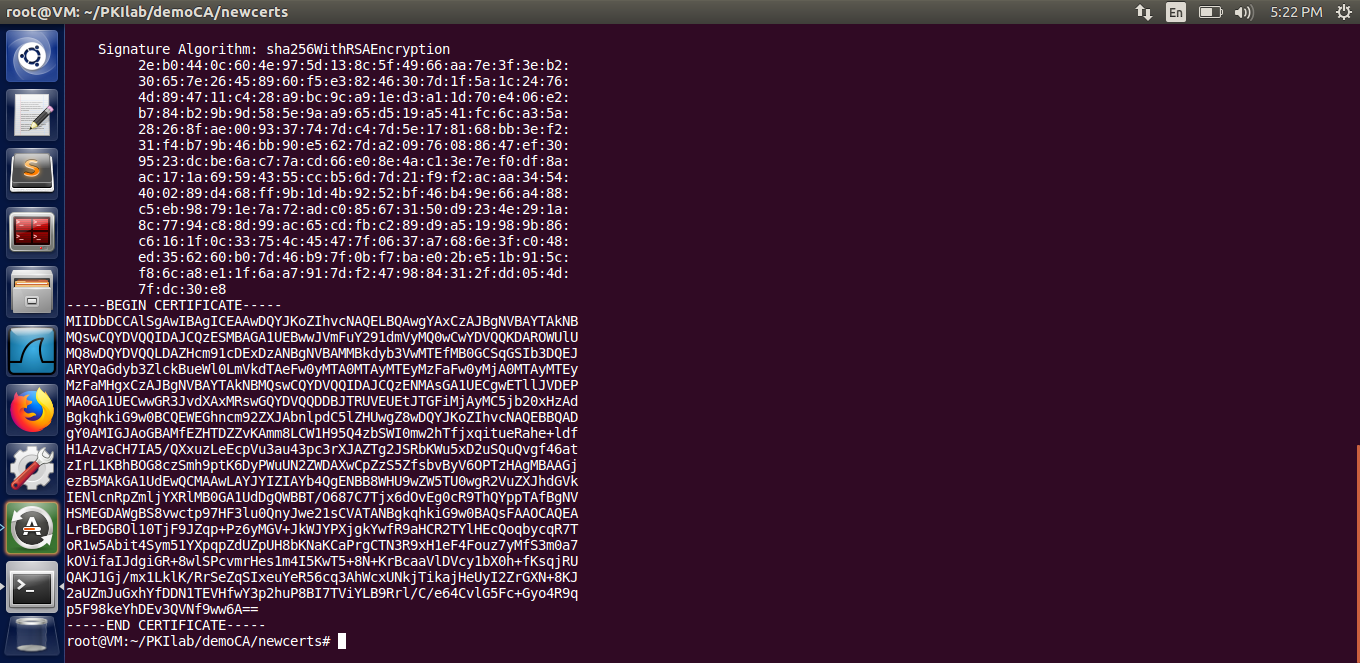 root@VM: ~/PKIlab/demoCA/newcerts
En
5:22 PM
Signature Algorithm: sha256WithRSAEncryption
2e:b0:44:0c:60:4e:97:5d:13:8c:5f:49:66:aa:7e:3f:3e:b2:
30:65:7e:26:45:89:60:f5:e3:82:46:30:7d:1f:5a:1c:24:76:
4d:89:47:11:c4:28:a9:bc:9c:a9:1e:d3:a1:1d:70:e4:06:e2:
b7:84:b2:9b:9d:58:5e:9a:a9:65:d5:19:a5:41:fc:6c:a3:5a:
28:26:8f:ae:00:93:37:74:7d:c4:7d:5e:17:81:68:bb:3e:f2:
31:f4:b7:9b:46:bb:90:e5:62:7d:a2:09:76:08:86:47:ef:30:
95:23:dc:be:6a:c7:7a:cd:66:e0:8e:4a:c1:3e:7e:f0:df:8a:
ac:17:1a:69:59:43:55:cc:b5:6d:7d:21:f9:f2:ac:aa:34:54:
40:02:89:d4:68:ff:9b:1d:4b:92:52:bf:46:b4:9e:66:a4:88:
c5:eb:98:79:1e:7a:72:ad:c0:85:67:31:50:d9:23:4e:29:1a:
8c:77:94:c8:8d:99:ac:65:cd:fb:c2:89:d9:a5:19:98:9b:86:
c6:16:1f:0c:33:75:4c:45:47:7f:06:37:a7:68:6e:3f:c0:48:
ed:35:62:60:b0:7d:46:b9:7f:0b:f7:ba:e0:2b:e5:1b:91:5c:
f8:6c:a8:e1:1f:6a:a7:91:7d:f2:47:98:84:31:2f:dd:05:4d:
7f:dc:30:e8
-----BEGIN CERTIFICATE-----
MIIDbDCCAlSgAwIBAgICEAAwDQYJKoZIhvcNAQELBQAwgYAxCzAJBgNVBAYTAkNB
MQswCQYDVQQIDAJCQzESMBAGA1UEBwwJVmFuY291dmVyMQ0wCwYDVQQKDAROWUlU
MQ8wDQYDVQQLDAZHcm91cDExDzANBgNVBAMMBkdyb3VwMTEfMB0GCSqGSIb3DQEJ
ARYQaGdyb3ZlckBueWl0LmVkdTAeFw0yMTA0MTAyMTEyMzFaFw0yMjA0MTAyMTEy
MzFaMHgxCzAJBgNVBAYTAkNBMQswCQYDVQQIDAJCQzENMAsGA1UECgwETllJVDEP
MA0GA1UECwwGR3JvdXAxMRswGQYDVQQDDBJTRUVEUEtJTGFiMjAyMC5jb20xHzAd
BgkqhkiG9w0BCQEWEGhncm92ZXJAbnlpdC5lZHUwgZ8wDQYJKoZIhvcNAQEBBQAD
gY0AMIGJAoGBAMfEZHTDZZvKAmm8LCW1H95Q4zbSWI0mw2hTfjxqitueRahe+ldf
H1AzvaCH7IA5/QXxuzLeEcpVu3au43pc3rXJAZTg2JSRbKWu5xD2uSQuQvgf46at
zIrL1KBhBOG8czSmh9ptK6DyPWuUN2ZWDAXwCpZzS5ZfsbvByV6OPTzHAgMBAAGj
ezB5MAkGA1UdEwQCMAAwLAYJYIZIAYb4QgENBB8WHU9wZW5TU0wgR2VuZXJhdGVk
IENlcnRpZmljYXRlMB0GA1UdDgQWBBT/O687C7Tjx6dOvEg0cR9ThQYppTAfBgNV
HSMEGDAWgBS8vwctp97HF3lu0QnyJwe21sCVATANBgkqhkiG9w0BAQsFAAOCAQEA
LrBEDGBOl10TjF9JZqp+Pz6yMGV+JkWJYPXjgkYwfR9aHCR2TYlHEcQoqbycqR7T
oR1w5Abit4Sym51YXpqpZdUZpUH8bKNaKCaPrgCTN3R9xH1eF4Fouz7yMfS3m0a7
kOVifaIJdgiGR+8wlSPcvmrHes1m4I5KwT5+8N+KrBcaaVlDVcy1bX0h+fKsqjRU
QAKJ1Gj/mx1LklK/RrSeZqSIxeuYeR56cq3AhWcxUNkjTikajHeUyI2ZrGXN+8KJ
2aUZmJuGxhYfDDN1TEVHfwY3p2huP8BI7TViYLB9Rrl/C/e64CvlG5Fc+Gyo4R9q
p5F98keYhDEv3QVNf9ww6A==
-----END CERTIFICATE-----
root@VM:~/PKIlab/demoCA/newcerts#